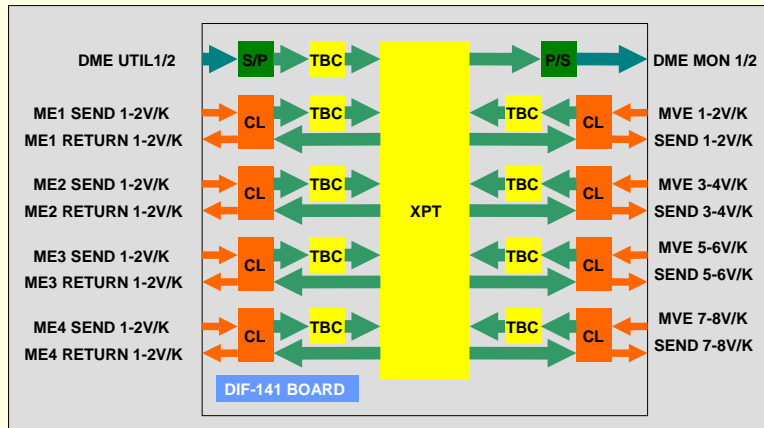 DME UTIL1/2 S/P TBC P/S DME MON 1/2
ME1 SEND 1-2V/K CL TBC TBC CL MVE 1-2V/K
ME1 RETURN 1-2V/K SEND 1-2V/K
ME2 SEND 1-2V/K CL TBC TBC CL MVE 3-4V/K
ME2 RETURN 1-2V/K XPT SEND 3-4V/K
ME3 SEND 1-2V/K CL TBC TBC CL MVE 5-6V/K
ME3 RETURN 1-2V/K SEND 5-6V/K
ME4 SEND 1-2V/K CL TBC TBC CL MVE 7-8V/K
ME4 RETURN 1-2V/K SEND 7-8V/K
DIF-141 BOARD